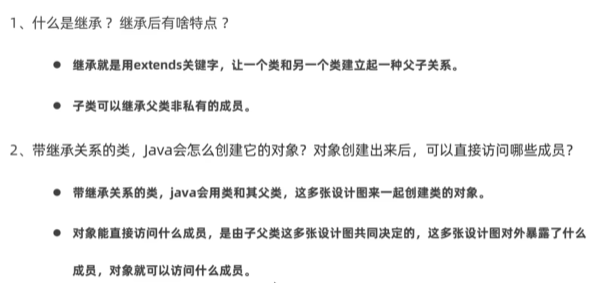 1、什么是继承？继承后有啥特点？
● 继承就是用extends关键字，让一个类和另一个类建立起一种父子关系。
● 子类可以继承父类非私有的成员。
2、带继承关系的类，Java会怎么创建它的对象？对象创建出来后，可以直接访问哪些成员？
● 带继承关系的类，java会用类和其父类，这多张设计图来一起创建类的对象。
● 对象能直接访问什么成员，是由子父类这多张设计图共同决定的，这多张设计图对外暴露了什么
成员，对象就可以访问什么成员。